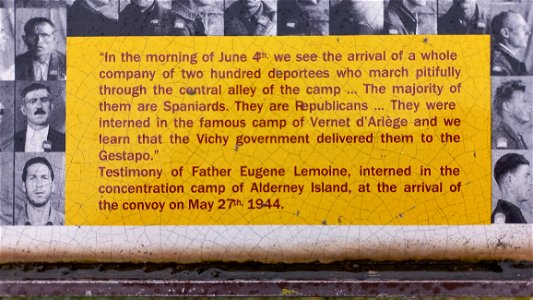 “In the morning of June 4th, we see the arrival of a whole
company of two hundred deportees who march pitifully
through the central alley of the camp ... The majority of
them are Spaniards. They are Republicans ... They were
interned in the famous camp of Vernet d’Ariège and we
learn that the Vichy government delivered them to the
Gestapo.”
Testimony of Father Eugene Lemoine, interned in the
concentration camp of Alderney Island, at the arrival of
the convoy on May 27th, 1944.